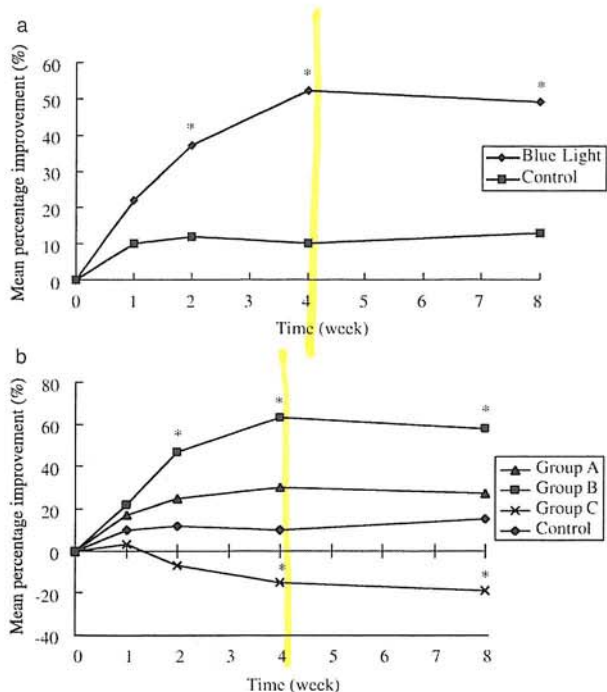 a
Mean percentage improvement (%)
60
50
40
30
20
10
0
*
*
*
0 1 2 3 4 5 6 7 8
Time (week)
Blue Light
Control
b
Mean percentage improvement (%)
80
60
40
20
0
-20
-40
*
*
*
*
*
0 1 2 3 4 5 6 7 8
Time (week)
Group A
Group B
Group C
Control